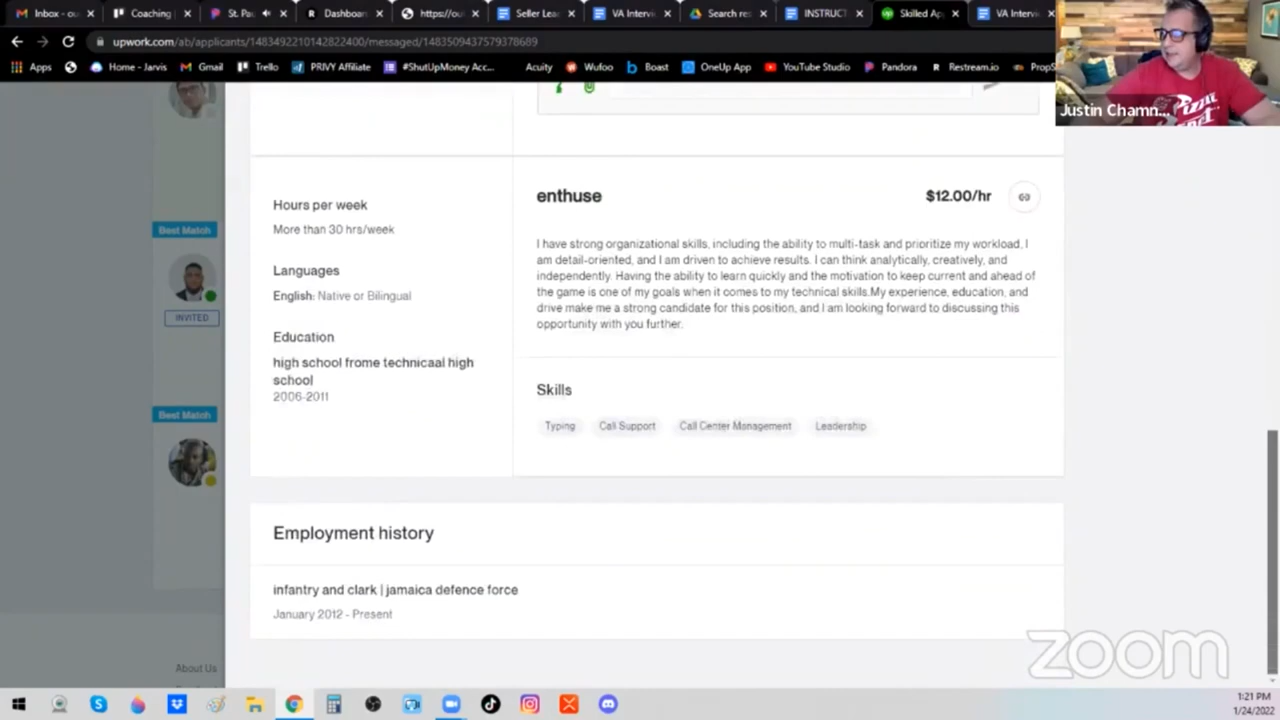 Inbox - ou
Coaching
St. Pa
Dashboar
https://ou
Seller Lea
VA Intervi
Search re
INSTRUCT
Skilled Ap
VA Intervi
upwork.com/ab/applicants/1483492210142822400/messaged/1483509437579378689
Apps
Home - Jarvis
Gmail
Trello
PRIVY Affiliate
#ShutUpMoney Acc...
Acuity
Wufoo
Boast
OneUp App
YouTube Studio
Pandora
Restream.io
PropS
Justin Chamn...
Best Match
INVITED
Best Match
About Us
Hours per week
More than 30 hrs/week
Languages
English: Native or Bilingual
Education
high school frome technicaal high
school
2006-2011
enthuse
$12.00/hr
I have strong organizational skills, including the ability to multi-task and prioritize my workload, I
am detail-oriented, and I am driven to achieve results. I can think analytically, creatively, and
independently. Having the ability to learn quickly and the motivation to keep current and ahead of
the game is one of my goals when it comes to my technical skills.My experience, education, and
drive make me a strong candidate for this position, and I am looking forward to discussing this
opportunity with you further.
Skills
Typing
Call Support
Call Center Management
Leadership
Employment history
infantry and clark | jamaica defence force
January 2012 - Present
zoom
1:21 PM
1/24/2022